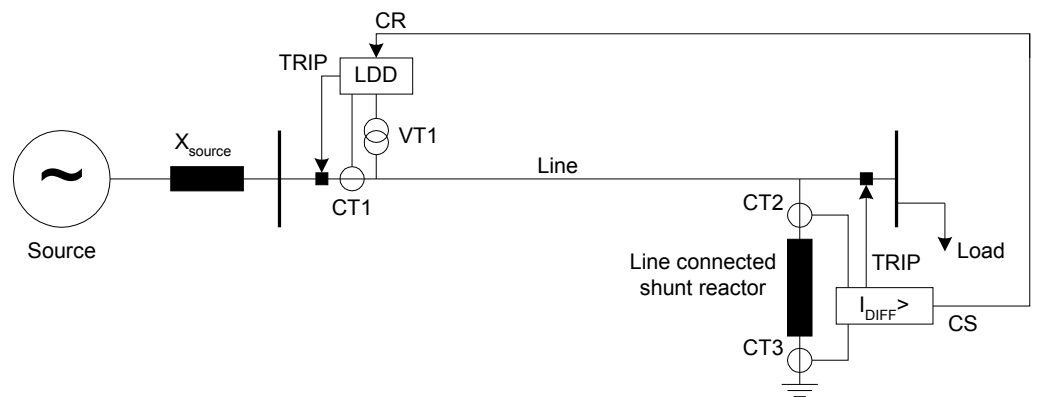 CR
TRIP
LDD
VT1
X_source
~
Line
CT1
Source
CT2
Load
Line connected
shunt reactor
TRIP
I_DIFF>
CS
CT3